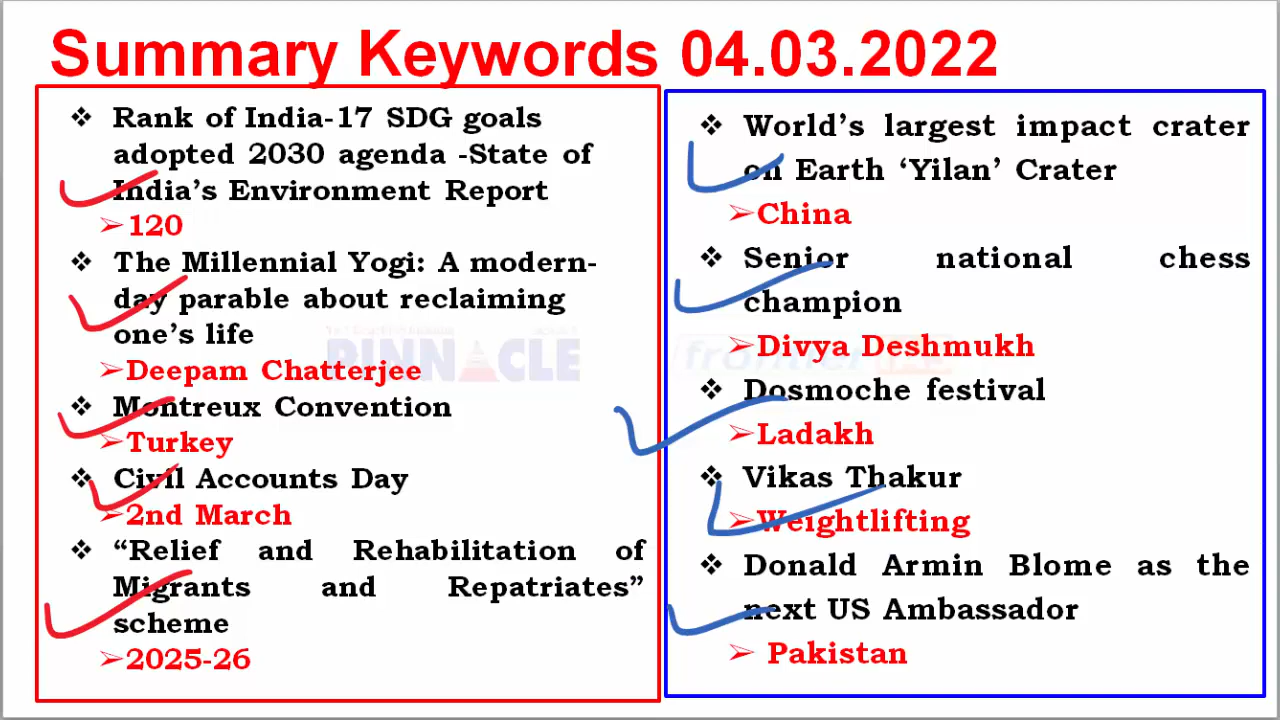 Summary Keywords 04.03.2022
❖ Rank of India-17 SDG goals
adopted 2030 agenda -State of
India's Environment Report
➢120
❖ The Millennial Yogi: A modern-
day parable about reclaiming
one's life
➢Deepam Chatterjee
❖ Montreux Convention
➢Turkey
❖ Civil Accounts Day
➢2nd March
❖ “Relief and Rehabilitation of
Migrants and Repatriates”
scheme
➢2025-26
❖ World's largest impact crater
on Earth ‘Yilan’ Crater
➢China
❖ Senior national chess
champion
➢Divya Deshmukh
❖ Dosmoche festival
➢Ladakh
❖ Vikas Thakur
➢Weightlifting
❖ Donald Armin Blome as the
next US Ambassador
➢ Pakistan
PINNACLE
frontier